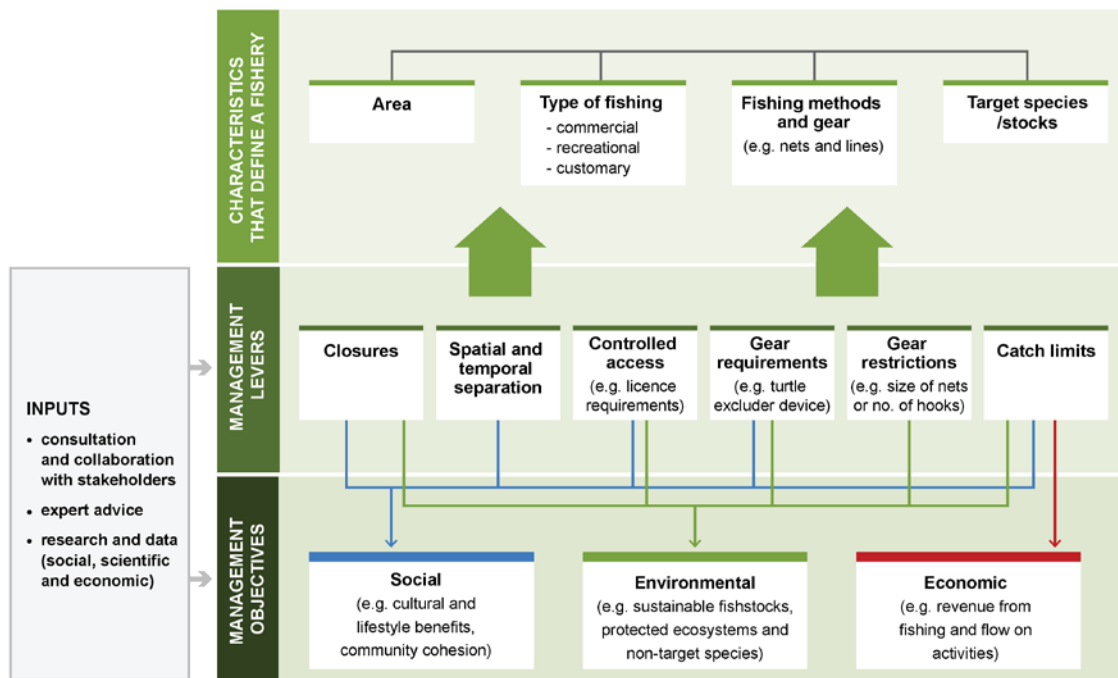 CHARACTERISTICS
THAT DEFINE A FISHERY
Area
Type of fishing
- commercial
- recreational
- customary
Fishing methods
and gear
(e.g. nets and lines)
Target species
/stocks
MANAGEMENT
LEVERS
Closures
Spatial and
temporal
separation
Controlled
access
(e.g. licence
requirements)
Gear
requirements
(e.g. turtle
excluder device)
Gear
restrictions
(e.g. size of nets
or no. of hooks)
Catch limits
INPUTS
• consultation
and collaboration
with stakeholders
• expert advice
• research and data
(social, scientific
and economic)
MANAGEMENT
OBJECTIVES
Social
(e.g. cultural and
lifestyle benefits,
community cohesion)
Environmental
(e.g. sustainable fishstocks,
protected ecosystems and
non-target species)
Economic
(e.g. revenue from
fishing and flow on
activities)